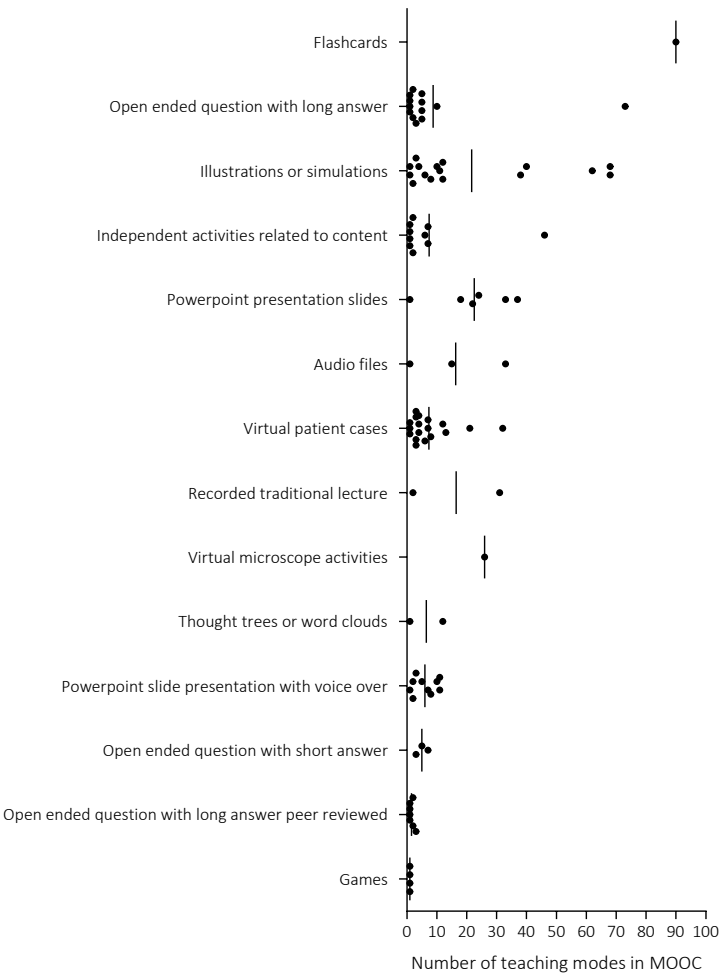 Flashcards
Open ended question with long answer
Illustrations or simulations
Independent activities related to content
Powerpoint presentation slides
Audio files
Virtual patient cases
Recorded traditional lecture
Virtual microscope activities
Thought trees or word clouds
Powerpoint slide presentation with voice over
Open ended question with short answer
Open ended question with long answer peer reviewed
Games
0 10 20 30 40 50 60 70 80 90 100
Number of teaching modes in MOOC